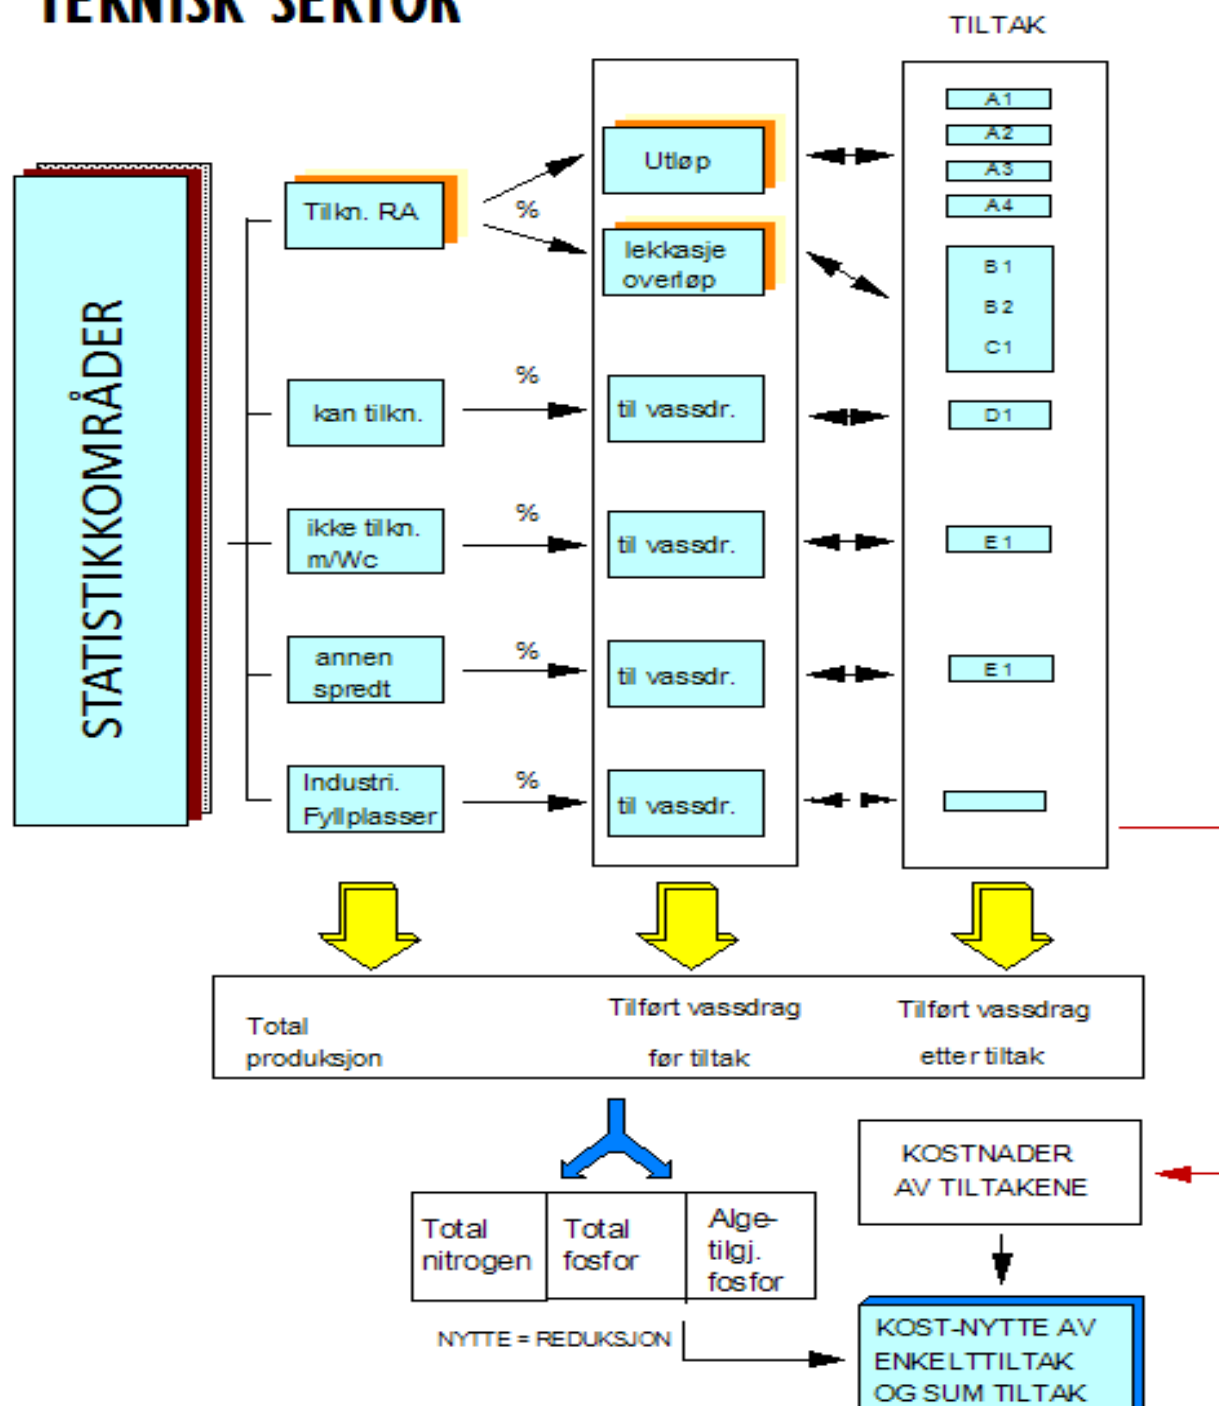 TEKNISK SEKTOR
TILTAK
STATISTIKKOMRÅDER
Tilkn. RA
%
Utløp
lekkasje
overløp
A1
A2
A3
A4
B1
B2
C1
kan tilkn.
%
til vassdr.
D1
ikke tilkn.
m/Wc
%
til vassdr.
E1
annen
spredt
%
til vassdr.
E1
Industri.
Fyllplasser
%
til vassdr.
Total
produksjon
Tilført vassdrag
før tiltak
Tilført vassdrag
etter tiltak
KOSTNADER
AV TILTAKENE
Total
nitrogen
Total
fosfor
Alge-
tilgj.
fosfor
NYTTE = REDUKSJON
KOST-NYTTE AV
ENKELTTILTAK
OG SUM TILTAK